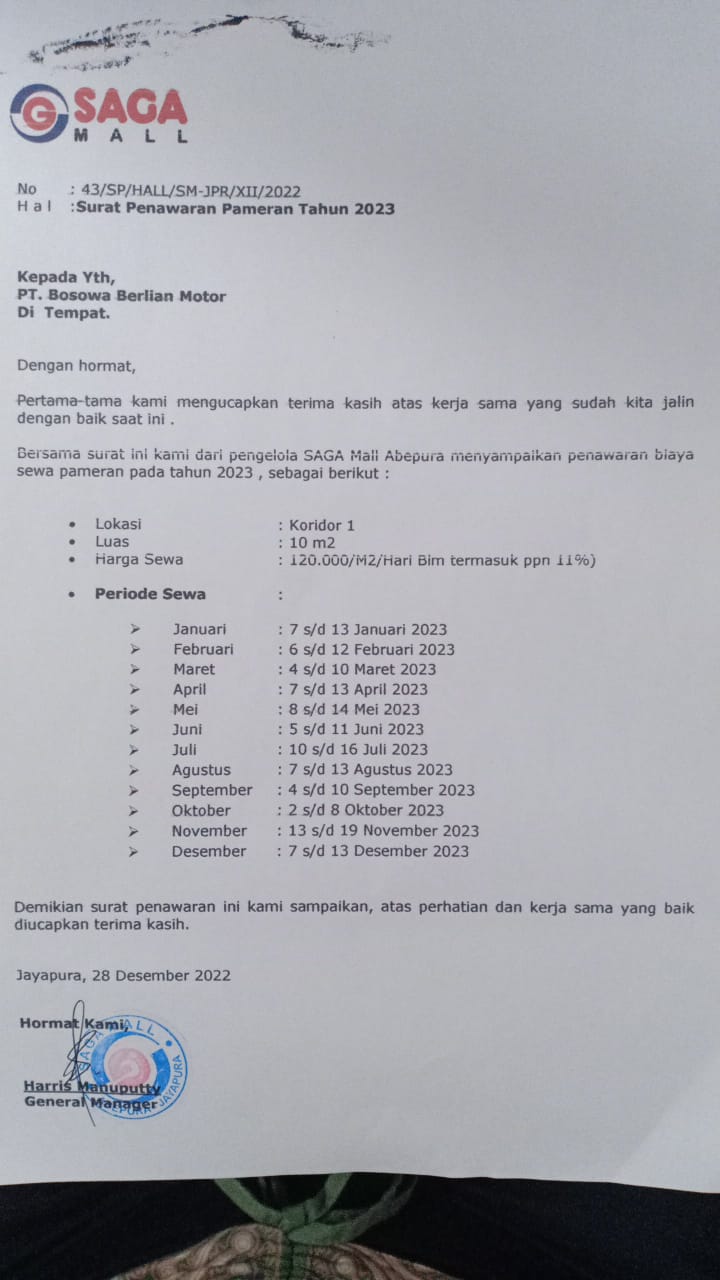 SAGA
MALL
No : 43/SP/HALL/SM-JPR/XII/2022
H a l :Surat Penawaran Pameran Tahun 2023
Kepada Yth,
PT. Bosowa Berlian Motor
Di Tempat.
Dengan hormat,
Pertama-tama kami mengucapkan terima kasih atas kerja sama yang sudah kita jalin
dengan baik saat ini .
Bersama surat ini kami dari pengelola SAGA Mall Abepura menyampaikan penawaran biaya
sewa pameran pada tahun 2023 , sebagai berikut :
• Lokasi : Koridor 1
• Luas : 10 m2
• Harga Sewa : 120.000/M2/Hari Blm termasuk ppn 11%)
• Periode Sewa :
➢ Januari : 7 s/d 13 Januari 2023
➢ Februari : 6 s/d 12 Februari 2023
➢ Maret : 4 s/d 10 Maret 2023
➢ April : 7 s/d 13 April 2023
➢ Mei : 8 s/d 14 Mei 2023
➢ Juni : 5 s/d 11 Juni 2023
➢ Juli : 10 s/d 16 Juli 2023
➢ Agustus : 7 s/d 13 Agustus 2023
➢ September : 4 s/d 10 September 2023
➢ Oktober : 2 s/d 8 Oktober 2023
➢ November : 13 s/d 19 November 2023
➢ Desember : 7 s/d 13 Desember 2023
Demikian surat penawaran ini kami sampaikan, atas perhatian dan kerja sama yang baik
diucapkan terima kasih.
Jayapura, 28 Desember 2022
Hormat Kami,
SAGA MALL
Harris Manuputty
General Manager
ABEPURA-JAYAPURA